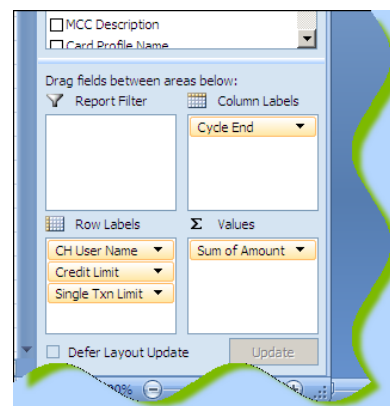 MCC Description
Card Profile Name
Drag fields between areas below:
Report Filter
Column Labels
Cycle End
Row Labels
Σ Values
CH User Name
Sum of Amount
Credit Limit
Single Txn Limit
Defer Layout Update
Update